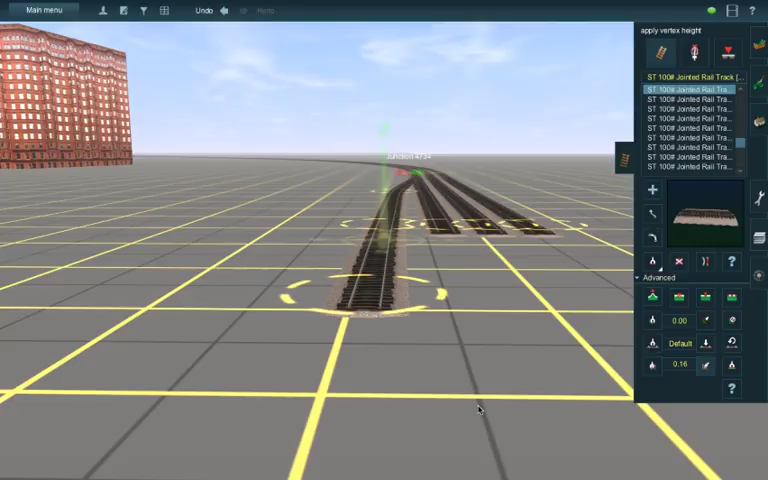 Main menu
Undo
apply vertex height
ST 100# Jointed Rail Track [...
ST 100# Jointed Rail Tra...
ST 100# Jointed Rail Tra...
ST 100# Jointed Rail Tra...
ST 100# Jointed Rail Tra...
ST 100# Jointed Rail Tra...
ST 100# Jointed Rail Tra...
ST 100# Jointed Rail Tra...
ST 100# Jointed Rail Tra...
ST 100# Jointed Rail Tra...
Junction 4734
?
Advanced
0.00
Default
0.16
?